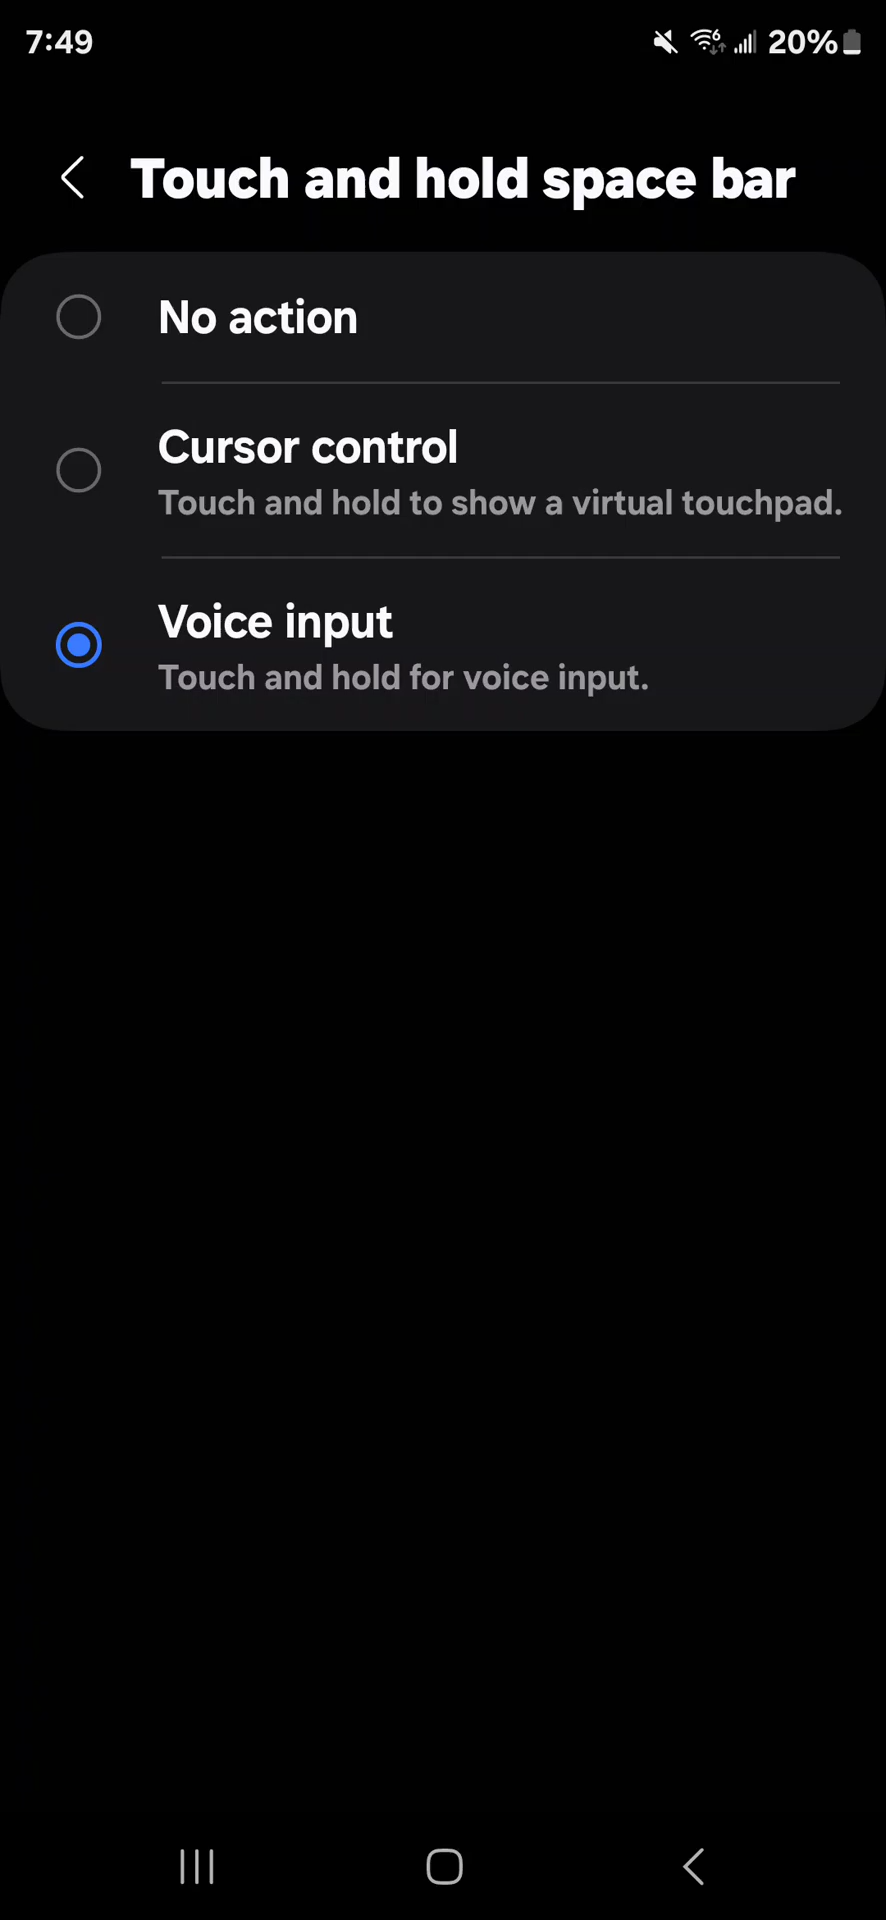 7:49
6
20%
Touch and hold space bar
No action
Cursor control
Touch and hold to show a virtual touchpad.
Voice input
Touch and hold for voice input.